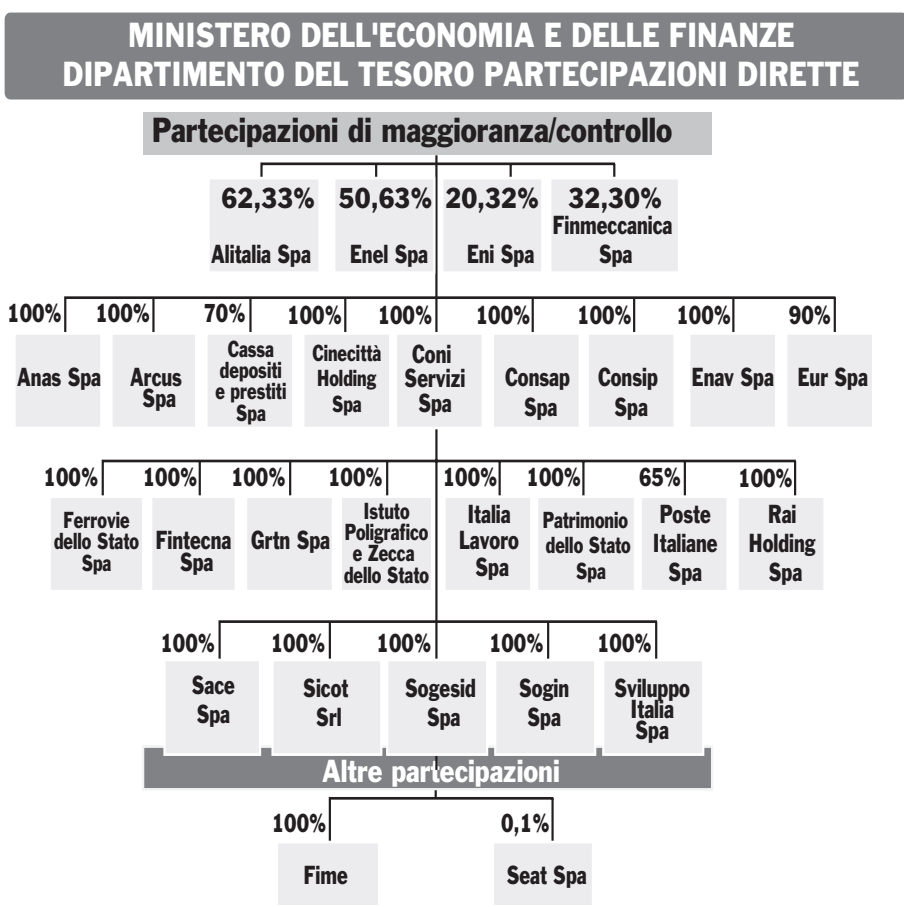 MINISTERO DELL'ECONOMIA E DELLE FINANZE
DIPARTIMENTO DEL TESORO PARTECIPAZIONI DIRETTE
Partecipazioni di maggioranza/controllo
62,33%
Alitalia Spa
50,63%
Enel Spa
20,32%
Eni Spa
32,30%
Finmeccanica
Spa
100%
Anas Spa
100%
Arcus
Spa
70%
Cassa
depositi
e prestiti
Spa
100%
Cinecittà
Holding
Spa
100%
Coni
Servizi
Spa
100%
Consap
Spa
100%
Consip
Spa
100%
Enav Spa
90%
Eur Spa
100%
Ferrovie
dello Stato
Spa
100%
Fintecna
Spa
100%
Grtn Spa
100%
Istuto
Poligrafico
e Zecca
dello Stato
100%
Italia
Lavoro
Spa
100%
Patrimonio
dello Stato
Spa
65%
Poste
Italiane
Spa
100%
Rai
Holding
Spa
100%
Sace
Spa
100%
Sicot
Srl
100%
Sogesid
Spa
100%
Sogin
Spa
100%
Sviluppo
Italia
Spa
Altre partecipazioni
100%
Fime
0,1%
Seat Spa